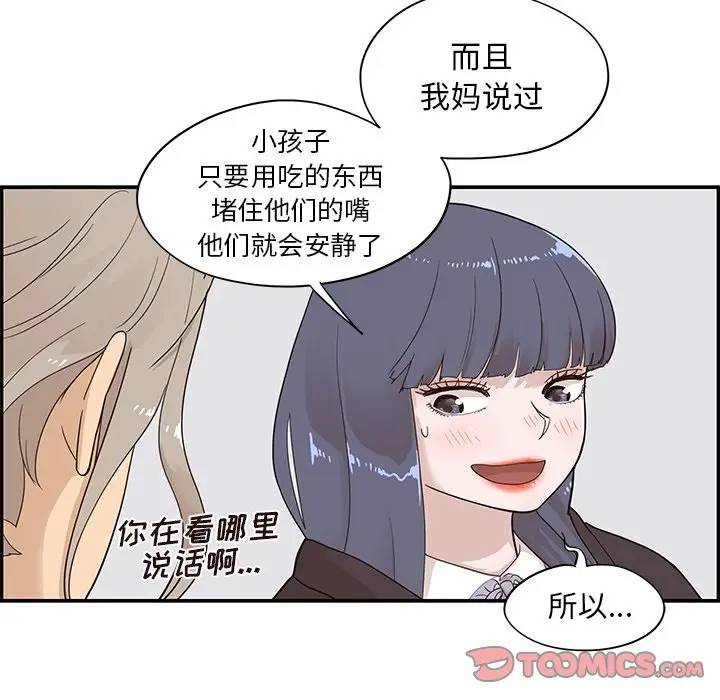 而且
我妈说过
小孩子
只要用吃的东西
堵住他们的嘴
他们就会安静了
你在看哪里
说话啊...
所以...
TOOMICS.COM